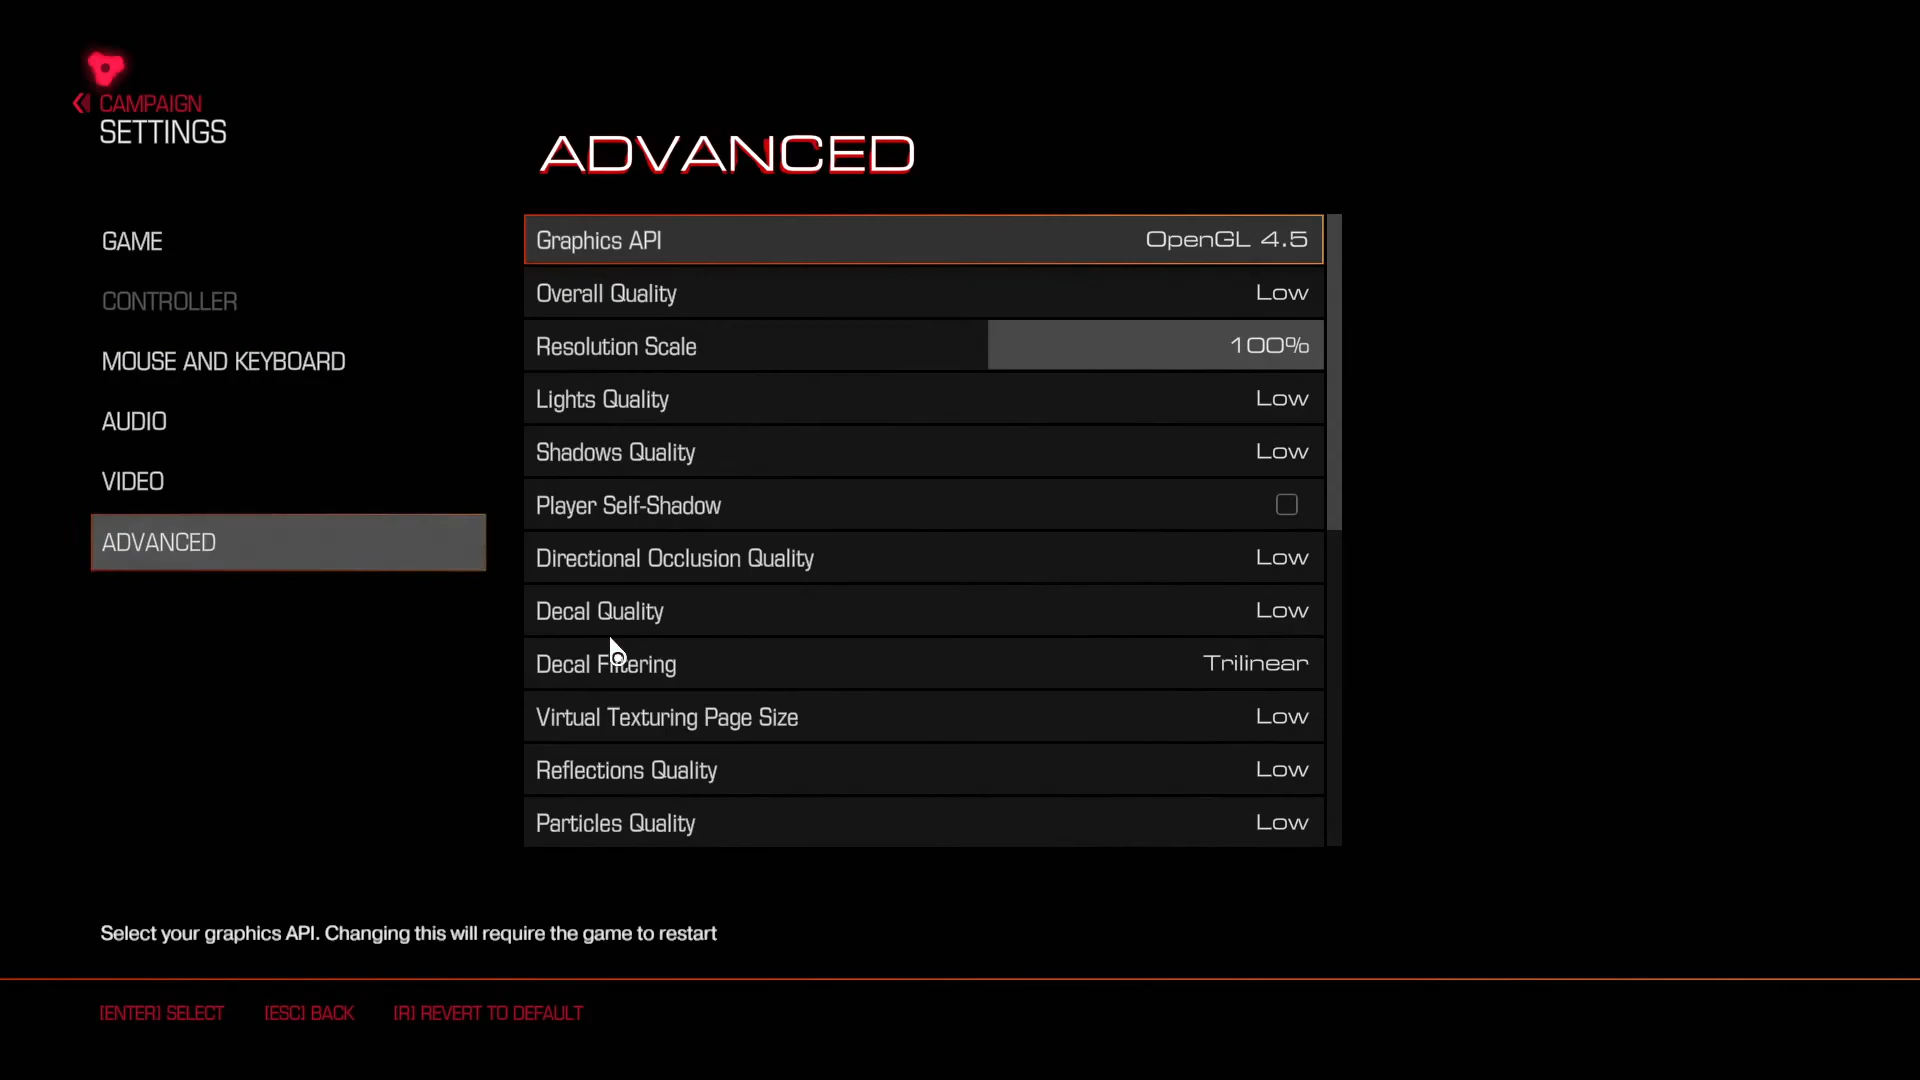 CAMPAIGN
SETTINGS
ADVANCED
GAME
CONTROLLER
MOUSE AND KEYBOARD
AUDIO
VIDEO
ADVANCED
Graphics API OpenGL 4.5
Overall Quality Low
Resolution Scale 100%
Lights Quality Low
Shadows Quality Low
Player Self-Shadow
Directional Occlusion Quality Low
Decal Quality Low
Decal Filtering Trilinear
Virtual Texturing Page Size Low
Reflections Quality Low
Particles Quality Low
Select your graphics API. Changing this will require the game to restart
[ENTER] SELECT [ESC] BACK [R] REVERT TO DEFAULT